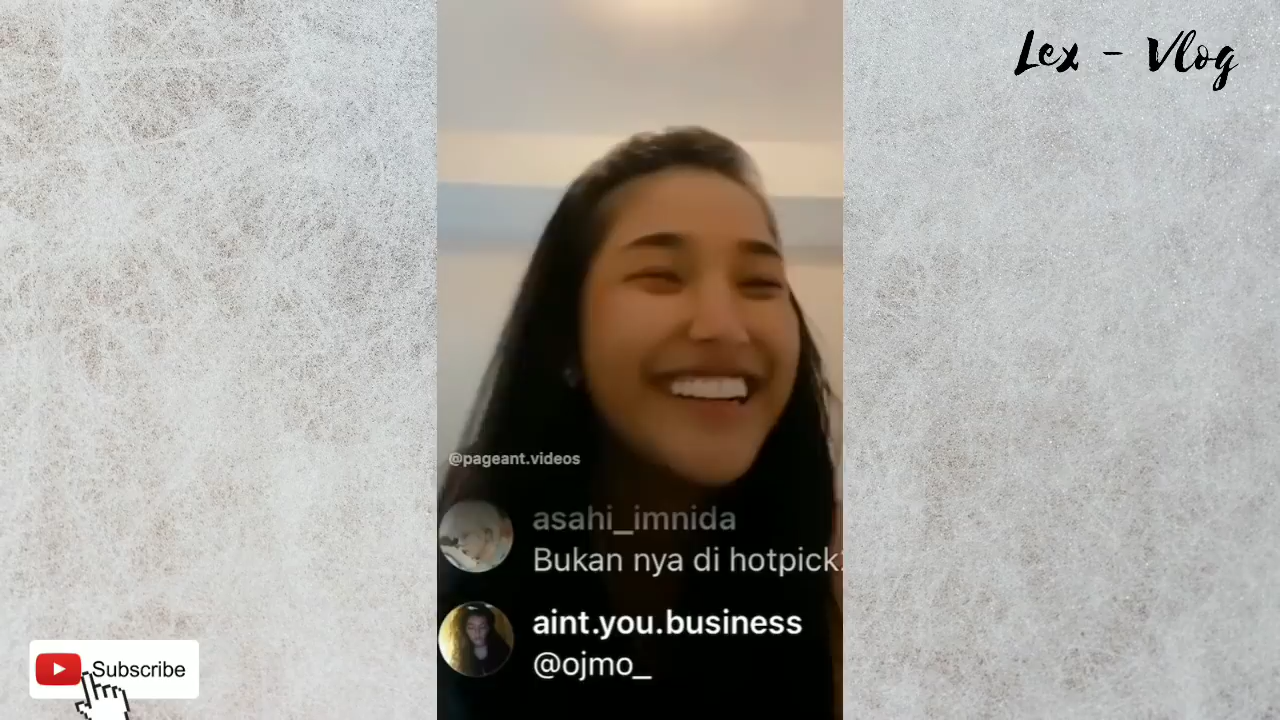 Lex - Vlog
@pageant.videos
asahi_imnida
Bukan nya di hotpick
aint.you.business
@ojmo_
Subscribe